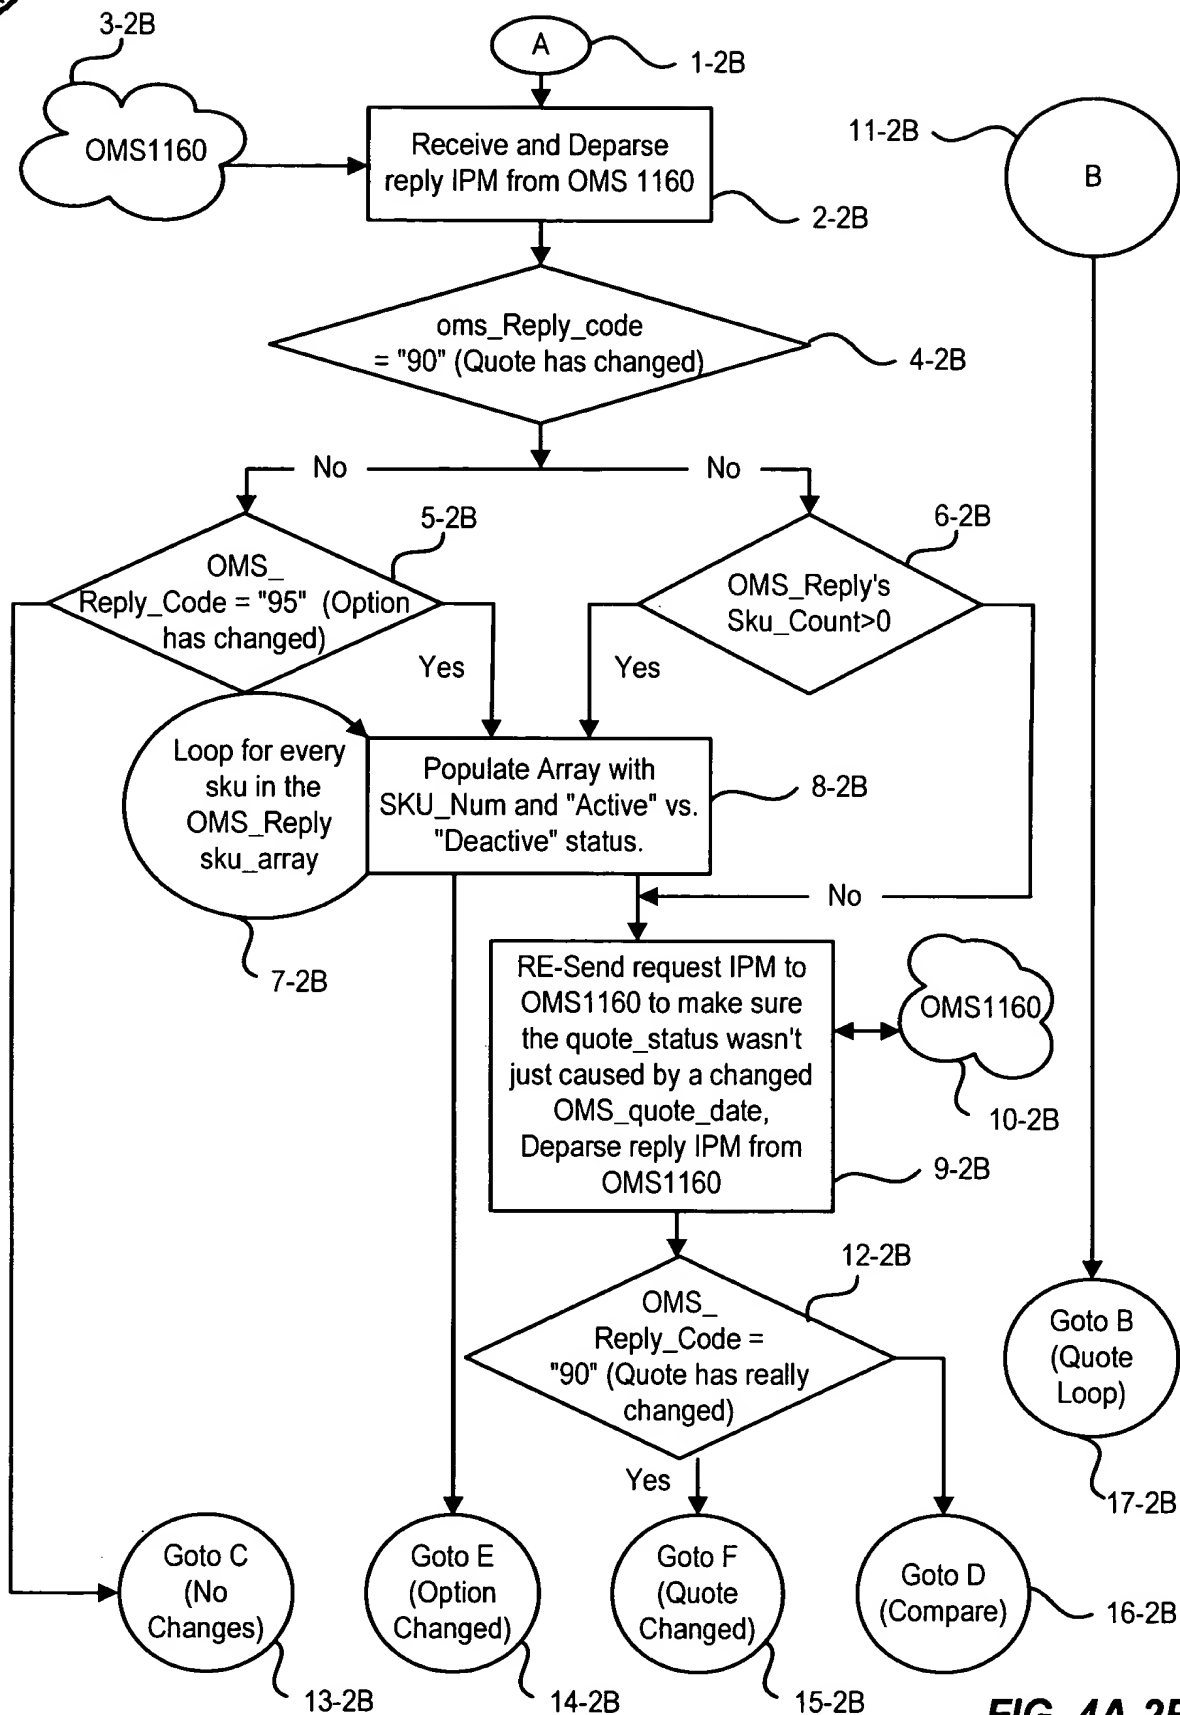 3-2B
A
1-2B
OMS1160
Receive and Deparse
reply IPM from OMS 1160
2-2B
11-2B
B
oms_Reply_code
= "90" (Quote has changed)
4-2B
No
No
5-2B
OMS_
Reply_Code = "95" (Option
has changed)
6-2B
OMS_Reply's
Sku_Count>0
Yes
Yes
Loop for every
sku in the
OMS_Reply
sku_array
7-2B
Populate Array with
SKU_Num and "Active" vs.
"Deactive" status.
8-2B
No
RE-Send request IPM to
OMS1160 to make sure
the quote_status wasn't
just caused by a changed
OMS_quote_date,
Deparse reply IPM from
OMS1160
9-2B
OMS1160
10-2B
12-2B
OMS_
Reply_Code =
"90" (Quote has really
changed)
Yes
Goto B
(Quote
Loop)
17-2B
Goto C
(No
Changes)
13-2B
Goto E
(Option
Changed)
14-2B
Goto F
(Quote
Changed)
15-2B
Goto D
(Compare)
16-2B